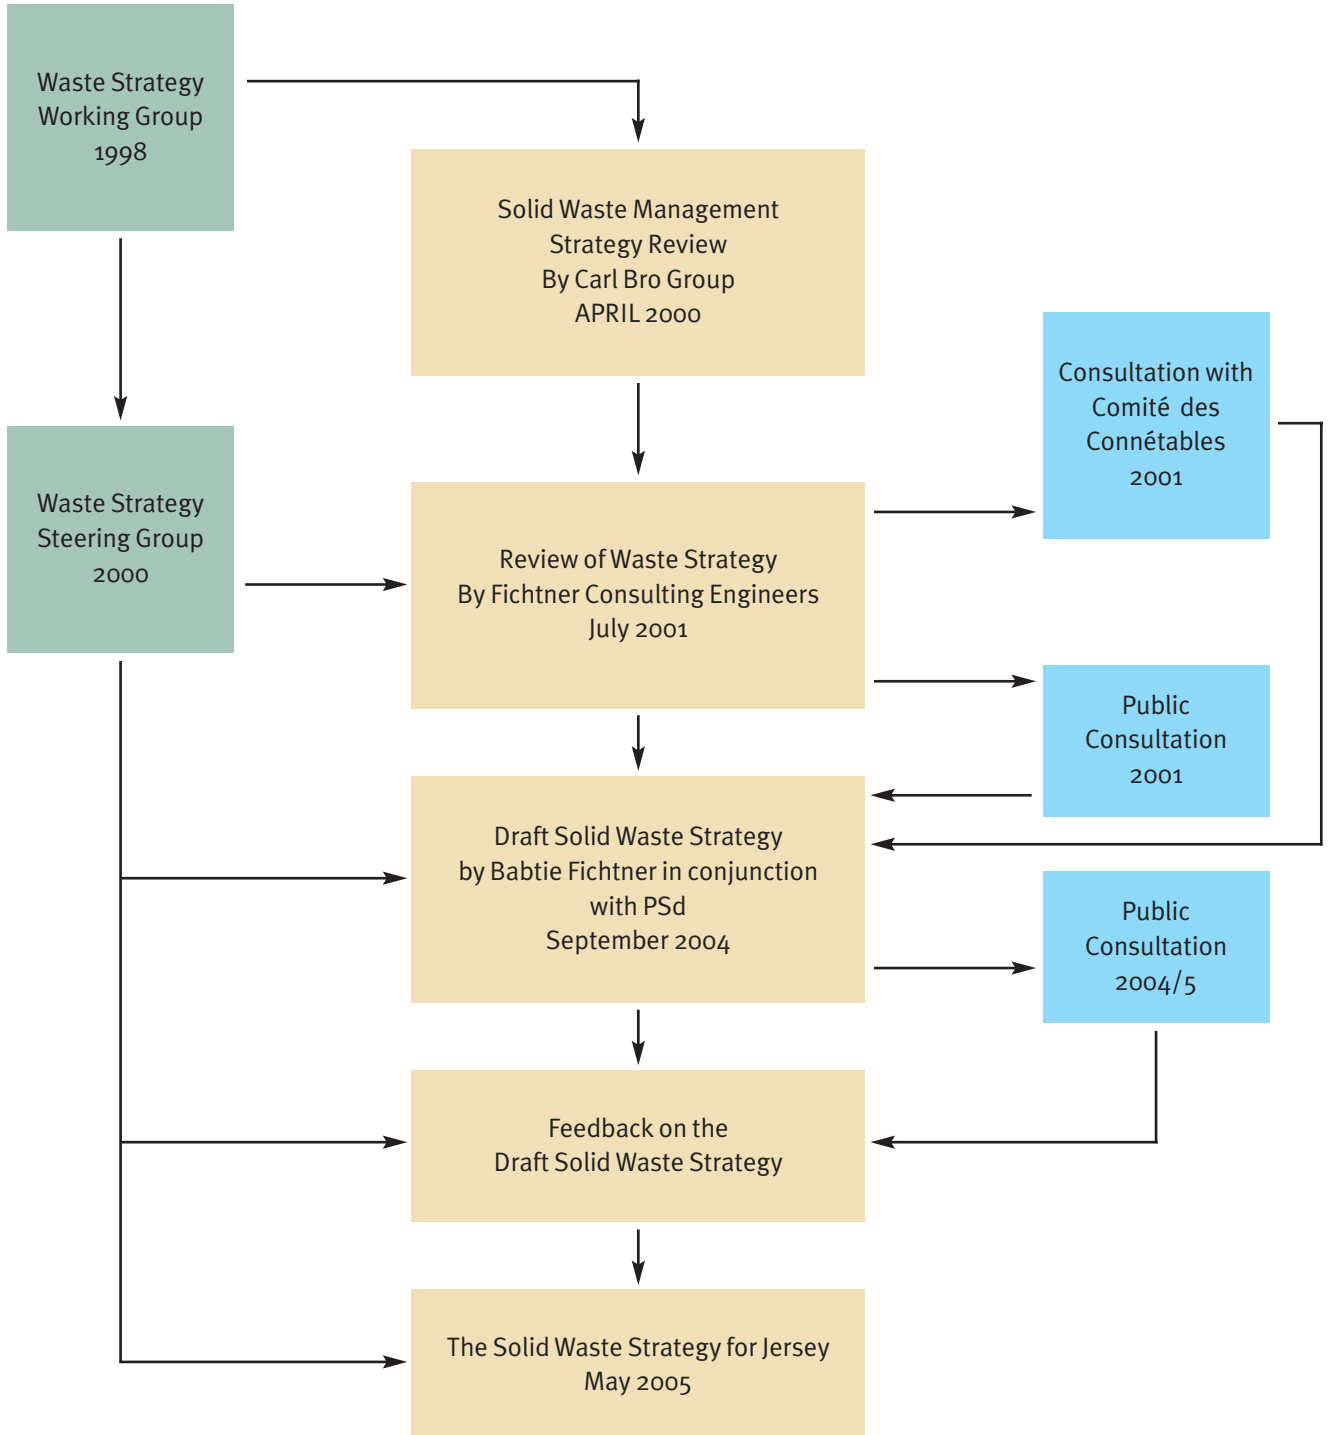 Waste Strategy
Working Group
1998
Solid Waste Management
Strategy Review
By Carl Bro Group
APRIL 2000
Consultation with
Comité des
Connétables
2001
Waste Strategy
Steering Group
2000
Review of Waste Strategy
By Fichtner Consulting Engineers
July 2001
Public
Consultation
2001
Draft Solid Waste Strategy
by Babtie Fichtner in conjunction
with PSd
September 2004
Public
Consultation
2004/5
Feedback on the
Draft Solid Waste Strategy
The Solid Waste Strategy for Jersey
May 2005